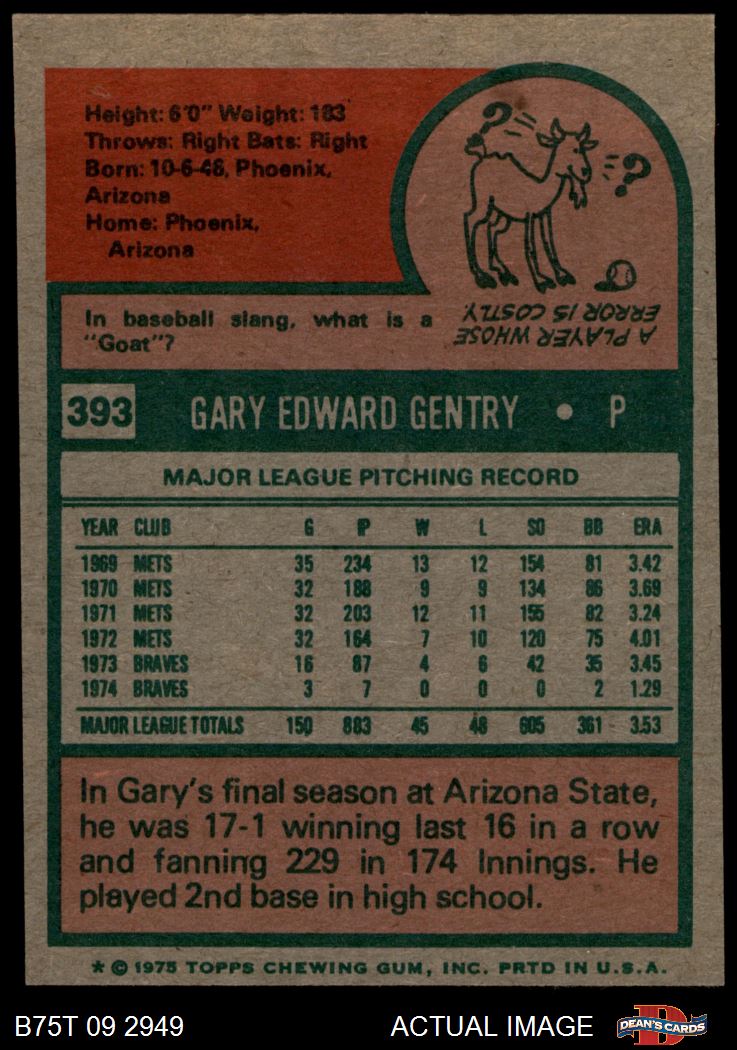 Height: 6'0" Weight: 183
Throws: Right Bats: Right
Born: 10-6-46, Phoenix,
Arizona
Home: Phoenix,
Arizona
? ?
In baseball slang, what is a
"Goat"?
A PLAYER WHOSE
ERROR IS COSTLY.
393 GARY EDWARD GENTRY • P
MAJOR LEAGUE PITCHING RECORD
YEAR CLUB G IP W L SO BB ERA
1969 METS 35 234 13 12 154 81 3.42
1970 METS 32 188 9 9 134 86 3.69
1971 METS 32 203 12 11 155 82 3.24
1972 METS 32 164 7 10 120 75 4.01
1973 BRAVES 16 87 4 6 42 35 3.45
1974 BRAVES 3 7 0 0 0 2 1.29
MAJOR LEAGUE TOTALS 150 883 45 48 605 361 3.53
In Gary's final season at Arizona State,
he was 17-1 winning last 16 in a row
and fanning 229 in 174 Innings. He
played 2nd base in high school.
* © 1975 TOPPS CHEWING GUM, INC. PRTD IN U.S.A.
B75T 09 2949 ACTUAL IMAGE DEAN'S CARDS